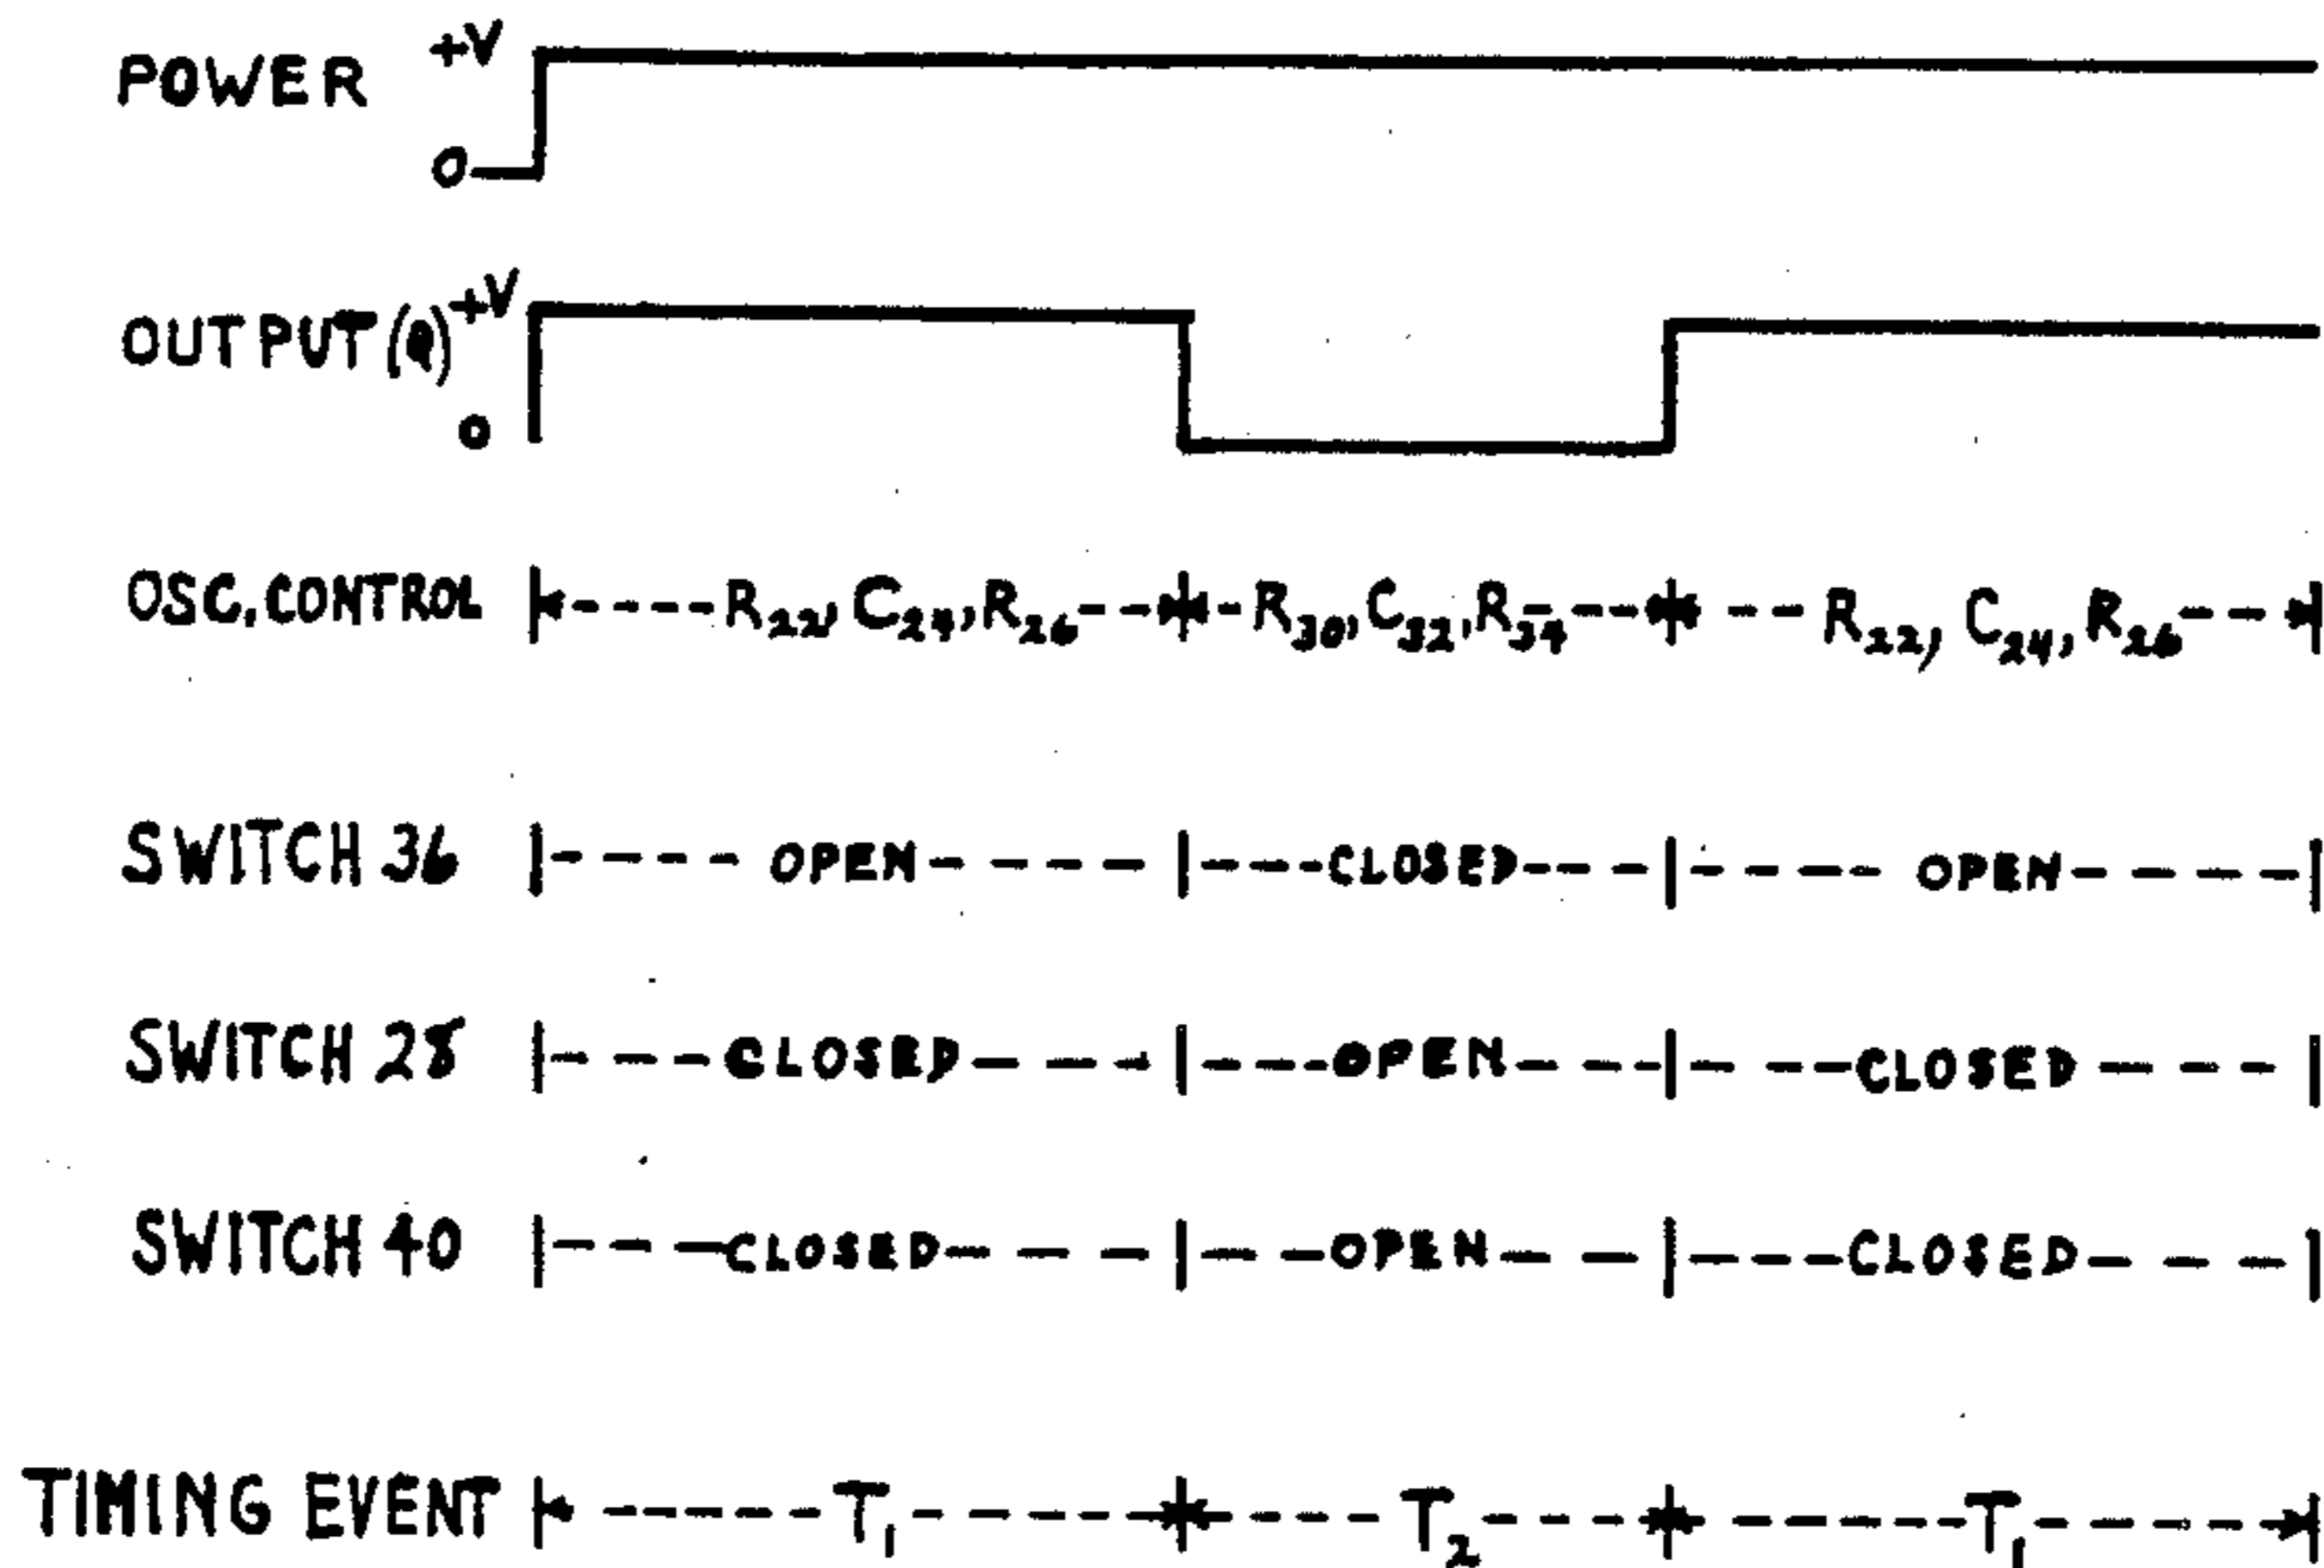 POWER +V
0
OUTPUT(Q) +V
0
OSC. CONTROL R22, C24, R26 R30, C32, R34 R22, C24, R26
SWITCH 36 OPEN CLOSED OPEN
SWITCH 28 CLOSED OPEN CLOSED
SWITCH 40 CLOSED OPEN CLOSED
TIMING EVENT T1 T2 T1